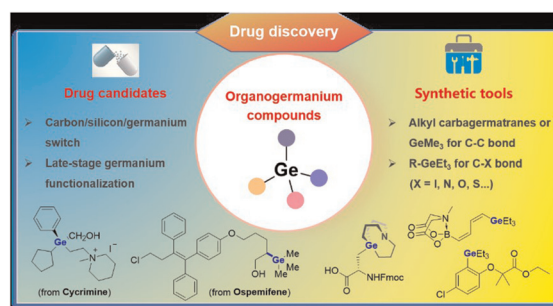 Drug discovery
Drug candidates
➢ Carbon/silicon/germanium
switch
➢ Late-stage germanium
functionalization
Organogermanium
compounds
Ge
Synthetic tools
➢ Alkyl carbagermatranes or
GeMe3 for C-C bond
➢ R-GeEt3 for C-X bond
(X = I, N, O, S...)
Ge
CH2OH
N
+
I⁻
(from Cycrimine)
Cl
O
OH
Ge
Me
Me
Me
(from Ospemifene)
N
Ge
HO
O
NHFmoc
N
O
O
O
O
B
GeEt3
GeEt3
Cl
O
O
O